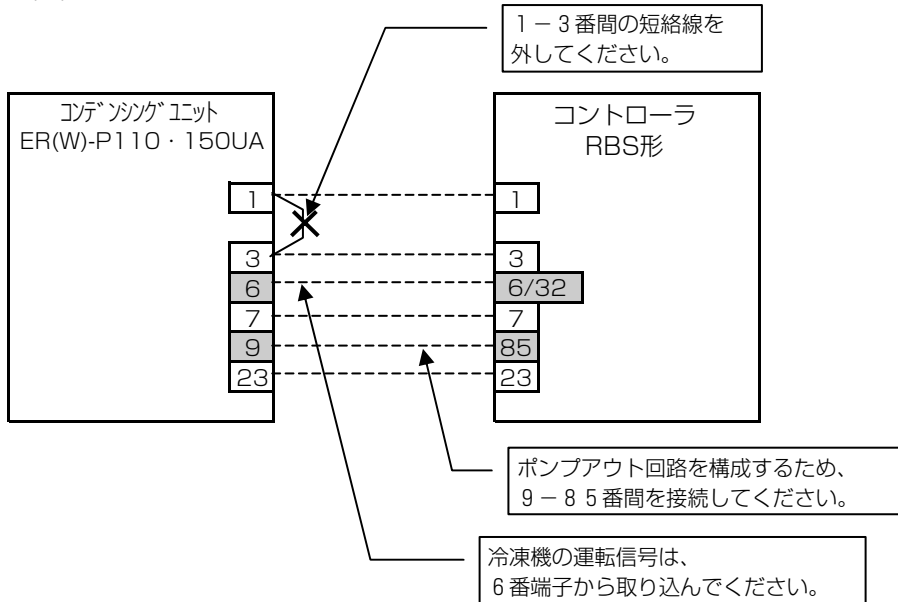 1－3番間の短絡線を
外してください。
ｺﾝﾃﾞﾝｼﾝｸﾞﾕﾆｯﾄ
ER(W)-P110・150UA
コントローラ
RBS形
1
1
3
3
6
6/32
7
7
9
85
23
23
ポンプアウト回路を構成するため、
9－85番間を接続してください。
冷凍機の運転信号は、
6番端子から取り込んでください。